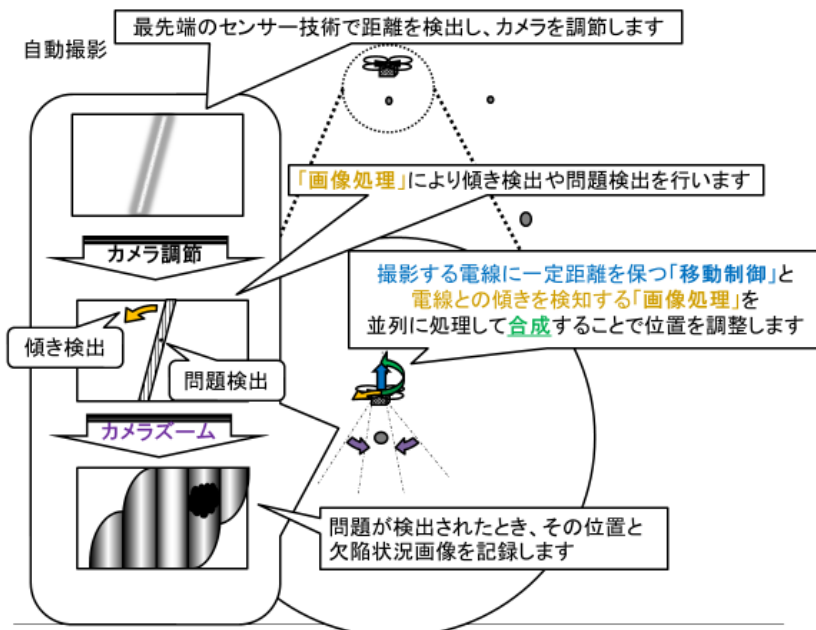 最先端のセンサー技術で距離を検出し、カメラを調節します
自動撮影
「画像処理」により傾き検出や問題検出を行います
カメラ調節
撮影する電線に一定距離を保つ「移動制御」と
電線との傾きを検知する「画像処理」を
並列に処理して合成することで位置を調整します
傾き検出
問題検出
カメラズーム
問題が検出されたとき、その位置と
欠陥状況画像を記録します